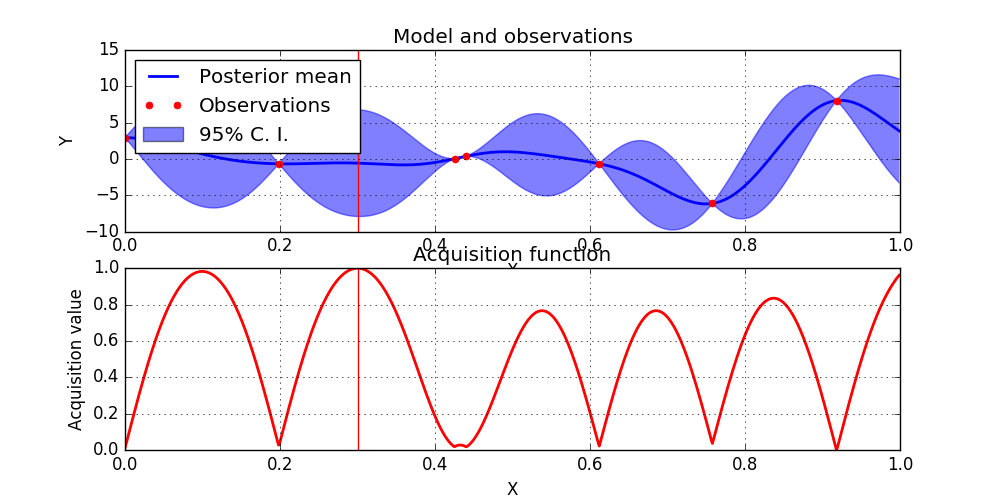 Model and observations
15
10
5
0
−5
−10
Y
Posterior mean
Observations
95% C. I.
0.0 0.2 0.4 0.6 0.8 1.0
X
Acquisition function
1.0
0.8
0.6
0.4
0.2
0.0
Acquisition value
0.0 0.2 0.4 0.6 0.8 1.0
X